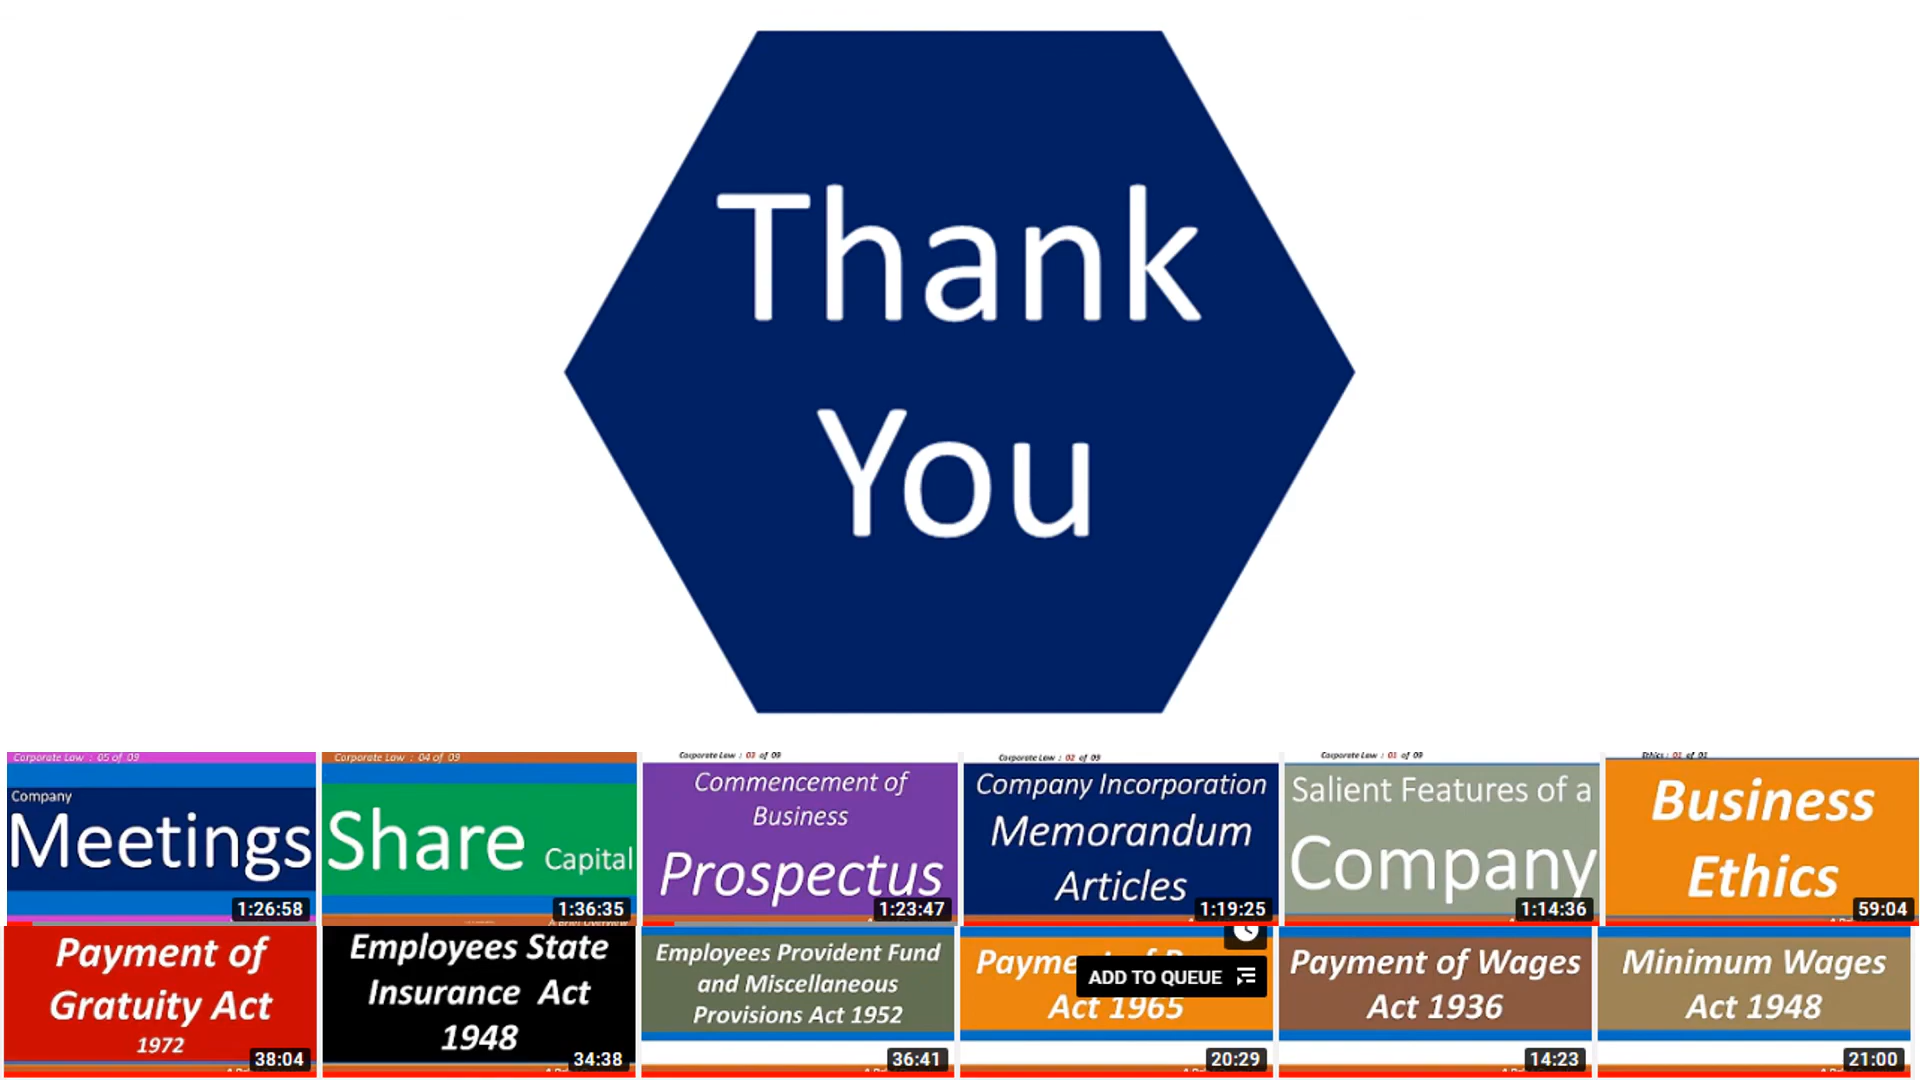 Thank
You
Corporate Law : 05 of 09
Company
Meetings
1:26:58
Corporate Law : 04 of 09
Share Capital
1:36:35
Corporate Law : 03 of 09
Commencement of
Business
Prospectus
1:23:47
Corporate Law : 02 of 09
Company Incorporation
Memorandum
Articles
1:19:25
Corporate Law : 01 of 09
Salient Features of a
Company
1:14:36
Ethics : 01 of 01
Business
Ethics
59:04
Payment of
Gratuity Act
1972
38:04
Employees State
Insurance Act
1948
34:38
Employees Provident Fund
and Miscellaneous
Provisions Act 1952
36:41
ADD TO QUEUE
Act 1965
20:29
Payment of Wages
Act 1936
14:23
Minimum Wages
Act 1948
21:00